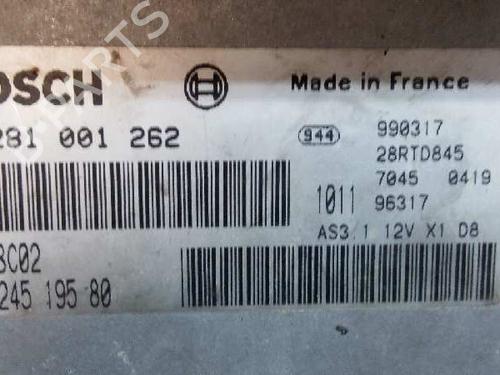 OSCH
Made in France
281 001 262
944
990317
28RTD845
7045 0419
1011 96317
AS3.1 12V X1 D8
3C02
245 195 80